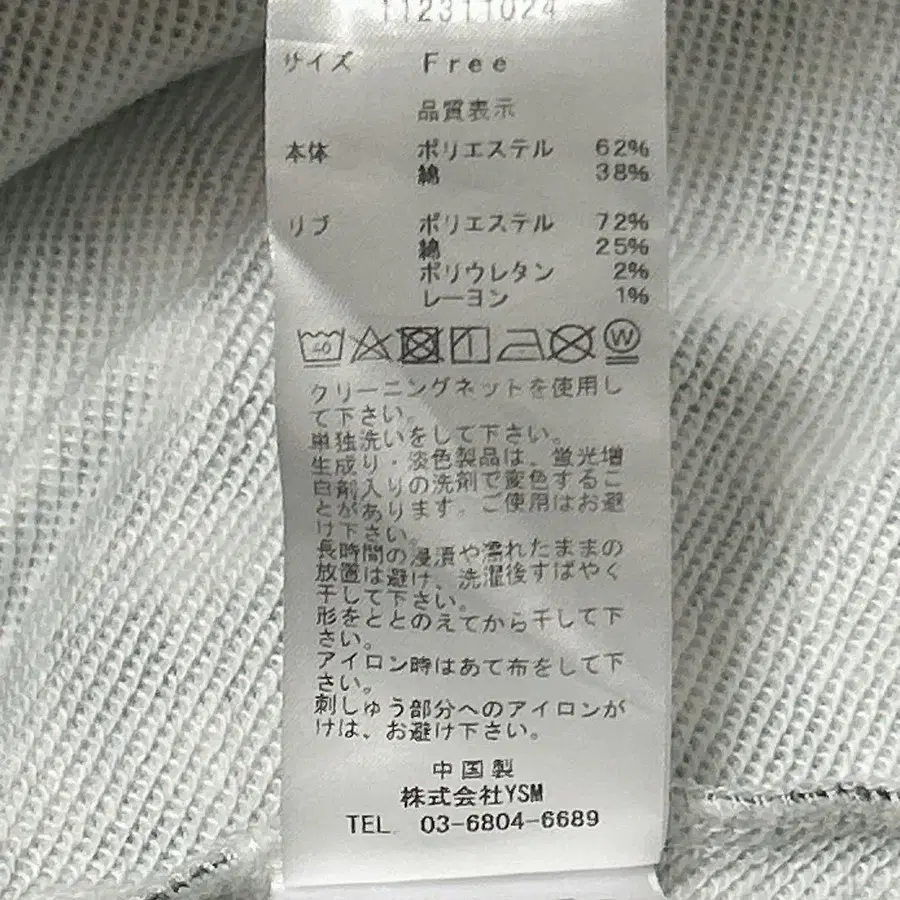 112311024
サイズ Free
品質表示
本体 ポリエステル 62%
綿 38%
リブ ポリエステル 72%
綿 25%
ポリウレタン 2%
レーヨン 1%
40 W
クリーニングネットを使用し
て下さい。
単独洗いをして下さい。
生成り・淡色製品は、蛍光増
白剤入りの洗剤で変色するこ
とがあります。ご使用はお避
け下さい。
長時間の浸漬や濡れたままの
放置は避け、洗濯後すばやく
干して下さい。
形をととのえてから干して下
さい。
アイロン時はあて布をして下
さい。
刺しゅう部分へのアイロンが
けは、お避け下さい。
中国製
株式会社YSM
TEL 03-6804-6689